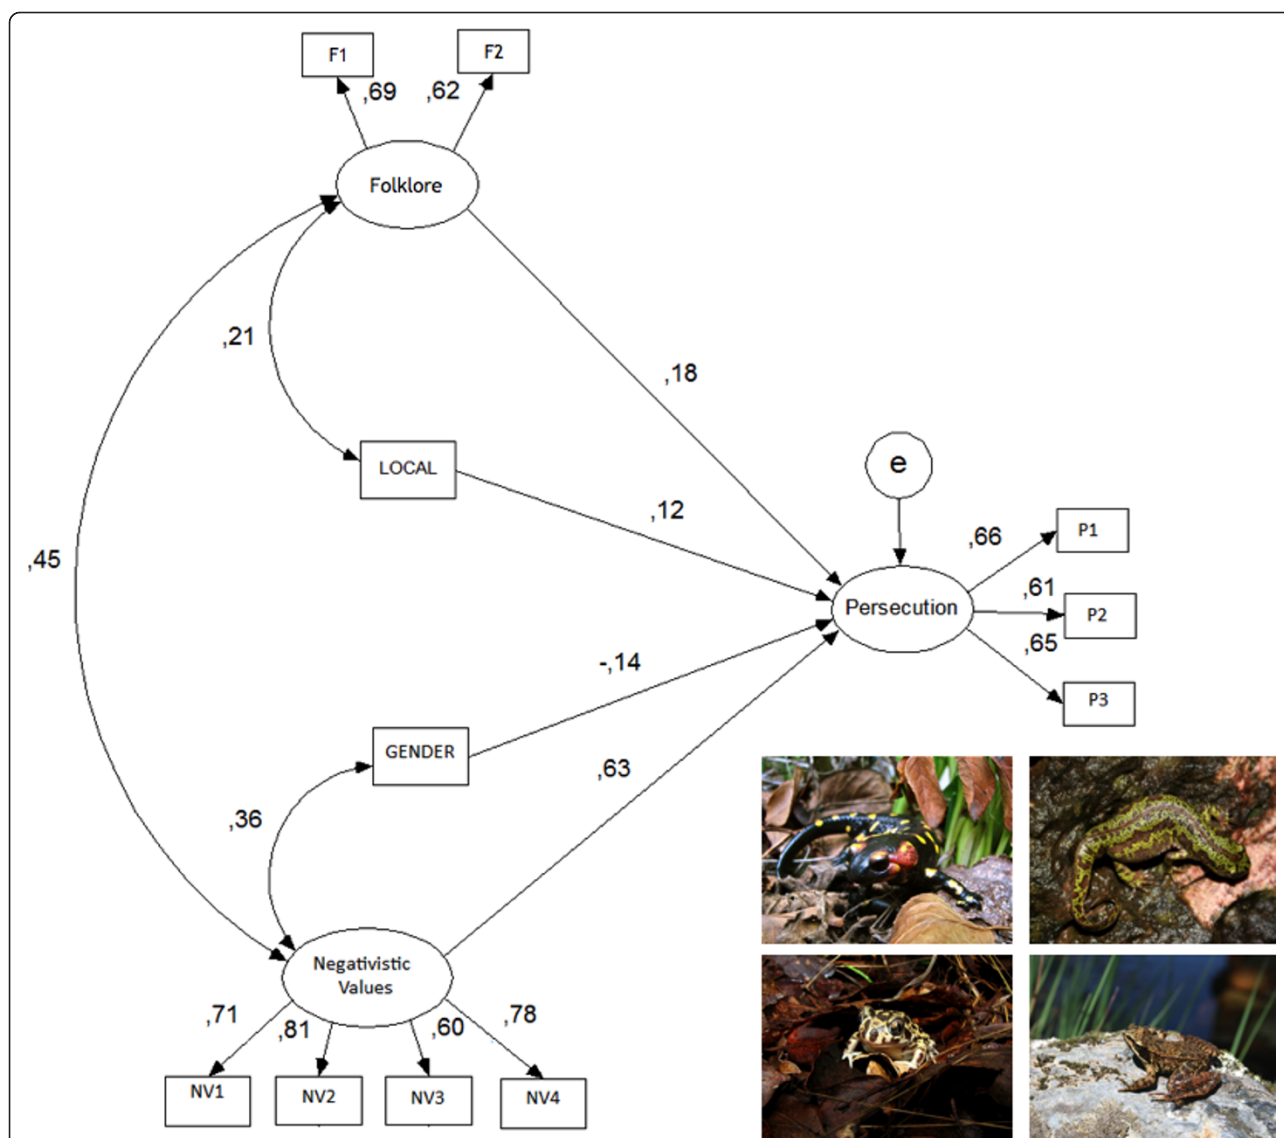 F1
F2
,69
,62
Folklore
,21
,18
LOCAL
e
,12
,66
P1
,45
,61
Persecution
P2
,65
-,14
P3
GENDER
,63
,36
Negativistic
Values
,71
,81
,60
,78
NV1
NV2
NV3
NV4